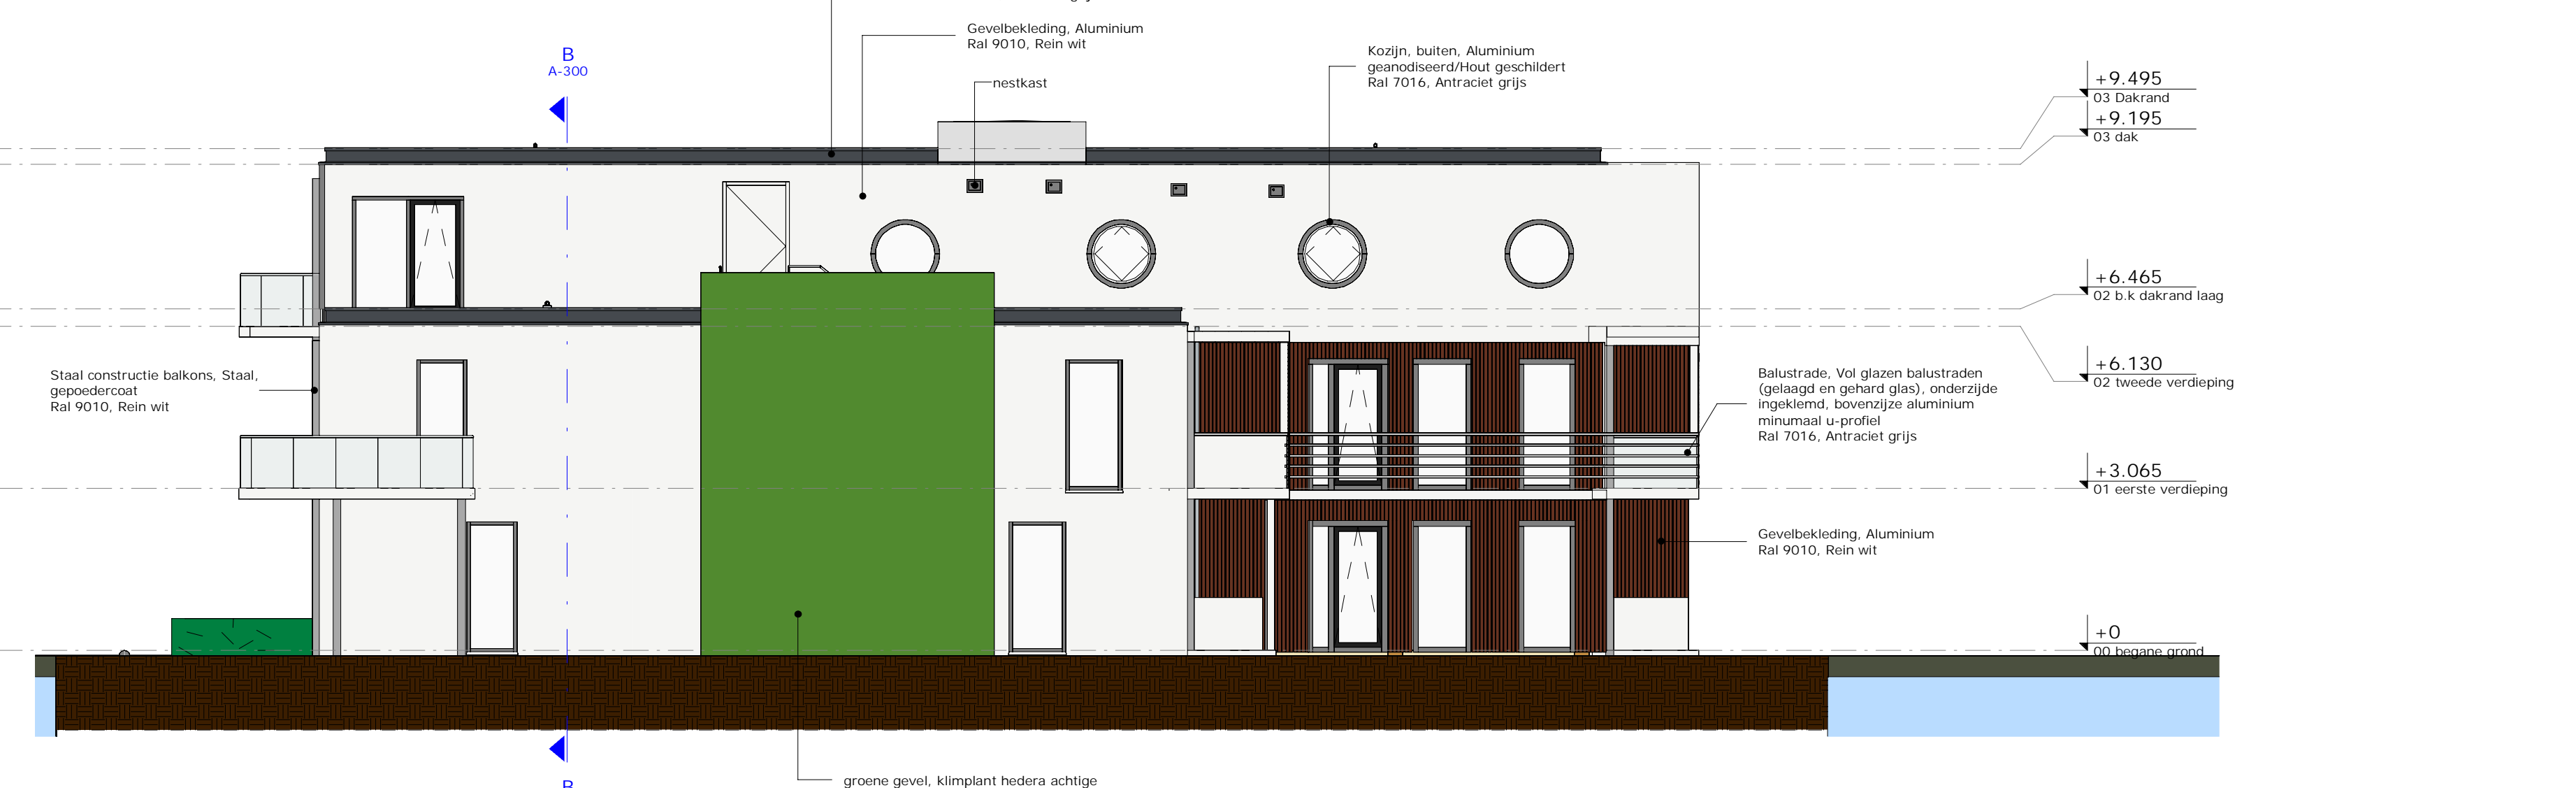 Gevelbekleding, Aluminium
Ral 9010, Rein wit
B
A-300
nestkast
Kozijn, buiten, Aluminium
geanodiseerd/Hout geschildert
Ral 7016, Antraciet grijs
+9.495
03 Dakrand
+9.195
03 dak
+6.465
02 b.k dakrand laag
+6.130
02 tweede verdieping
Staal constructie balkons, Staal,
gepoedercoat
Ral 9010, Rein wit
Balustrade, Vol glazen balustraden
(gelaagd en gehard glas), onderzijde
ingeklemd, bovenzijze aluminium
minumaal u-profiel
Ral 7016, Antraciet grijs
+3.065
01 eerste verdieping
Gevelbekleding, Aluminium
Ral 9010, Rein wit
+0
00 begane grond
groene gevel, klimplant hedera achtige
B